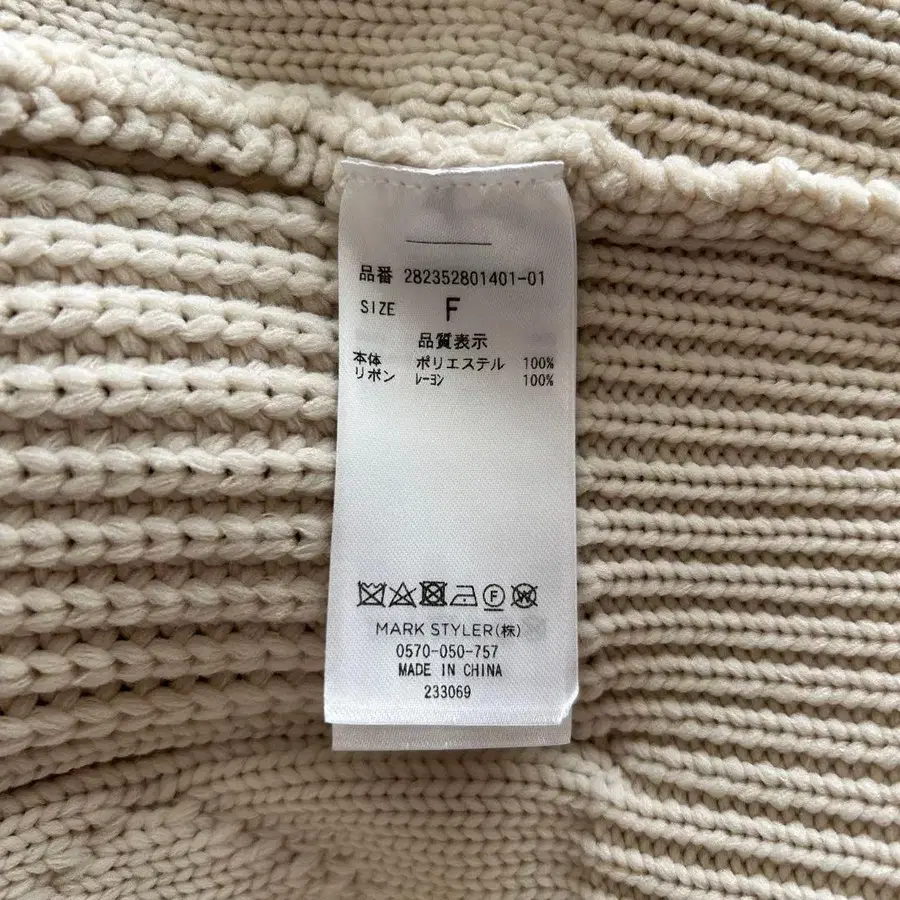 品番 282352801401-01
SIZE F
品質表示
本体 ポリエステル 100%
リボン レーヨン 100%
F W
MARK STYLER(株)
0570-050-757
MADE IN CHINA
233069